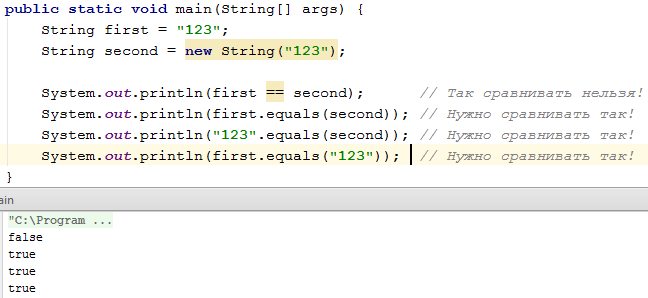 public static void main(String[] args) {
String first = "123";
String second = new String("123");
System.out.println(first == second); // Так сравнивать нельзя!
System.out.println(first.equals(second)); // Нужно сравнивать так!
System.out.println("123".equals(second)); // Нужно сравнивать так!
System.out.println(first.equals("123")); // Нужно сравнивать так!
}
ain
"C:\Program ...
false
true
true
true